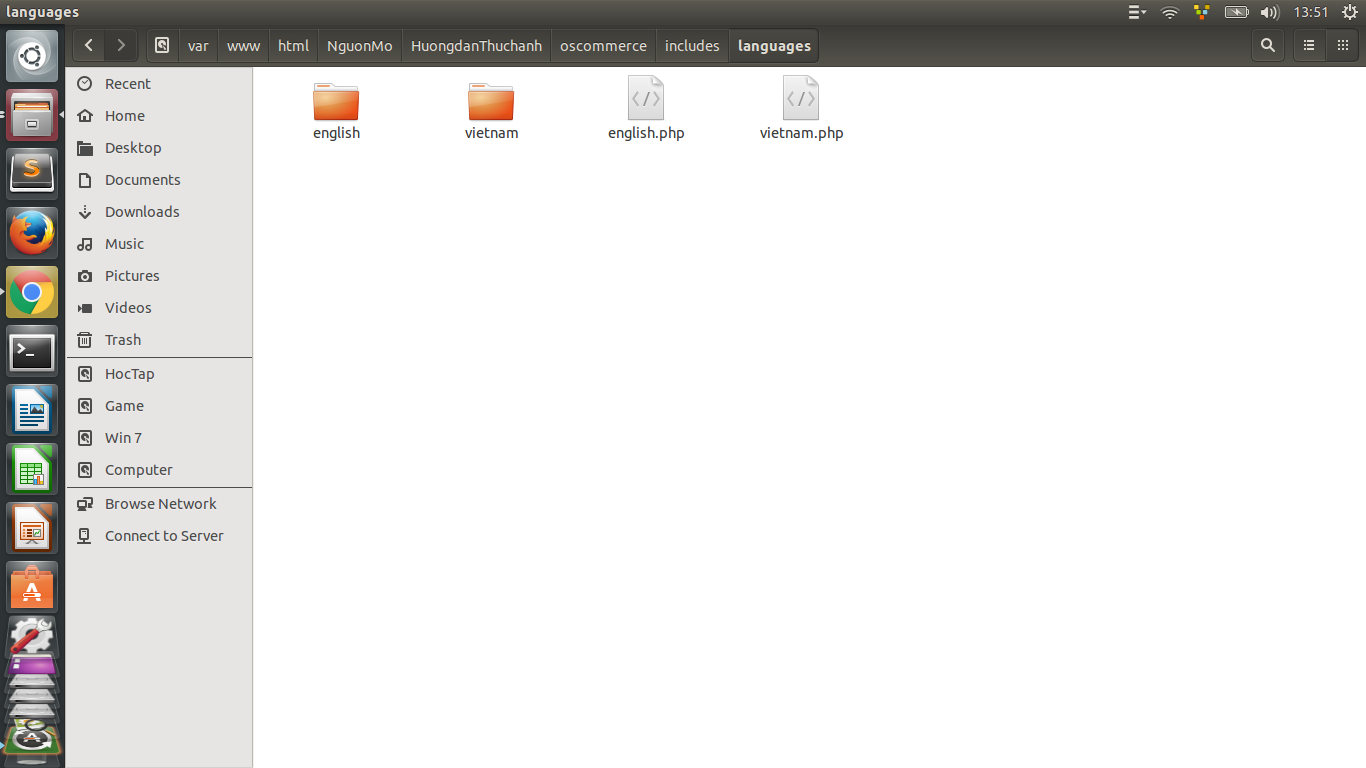 languages
13:51
var www html NguonMo HuongdanThuchanh oscommerce includes languages
Recent
Home
Desktop
Documents
Downloads
Music
Pictures
Videos
Trash
HocTap
Game
Win 7
Computer
Browse Network
Connect to Server
english vietnam english.php vietnam.php